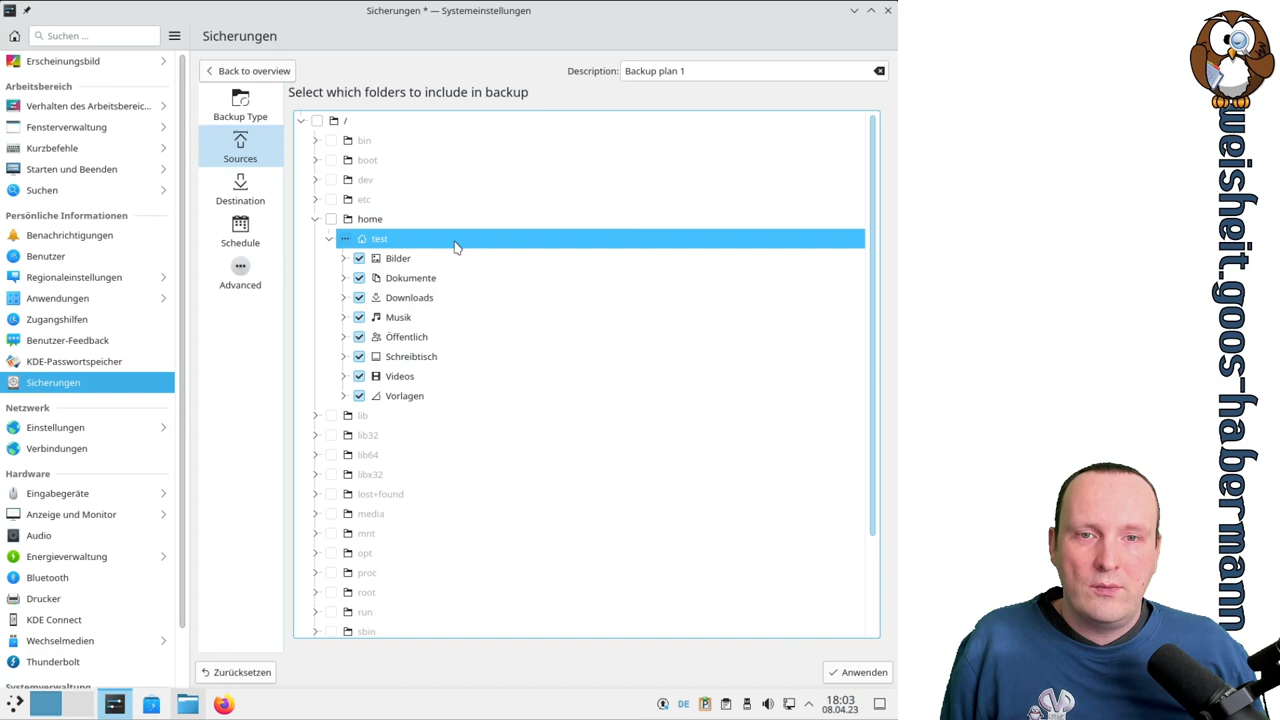 Sicherungen * — Systemeinstellungen
Suchen ...
Sicherungen
Erscheinungsbild
Arbeitsbereich
Verhalten des Arbeitsbereic...
Fensterverwaltung
Kurzbefehle
Starten und Beenden
Suchen
Persönliche Informationen
Benachrichtigungen
Benutzer
Regionaleinstellungen
Anwendungen
Zugangshilfen
Benutzer-Feedback
KDE-Passwortspeicher
Sicherungen
Netzwerk
Einstellungen
Verbindungen
Hardware
Eingabegeräte
Anzeige und Monitor
Audio
Energieverwaltung
Bluetooth
Drucker
KDE Connect
Wechselmedien
Thunderbolt
Systemverwaltung
Back to overview
Description: Backup plan 1
Backup Type
Sources
Destination
Schedule
Advanced
Select which folders to include in backup
/
bin
boot
dev
etc
home
test
Bilder
Dokumente
Downloads
Musik
Öffentlich
Schreibtisch
Videos
Vorlagen
lib
lib32
lib64
libx32
lost+found
media
mnt
opt
proc
root
run
sbin
Zurücksetzen
Anwenden
DE
18:03
08.04.23
weisheit.goos-habermann